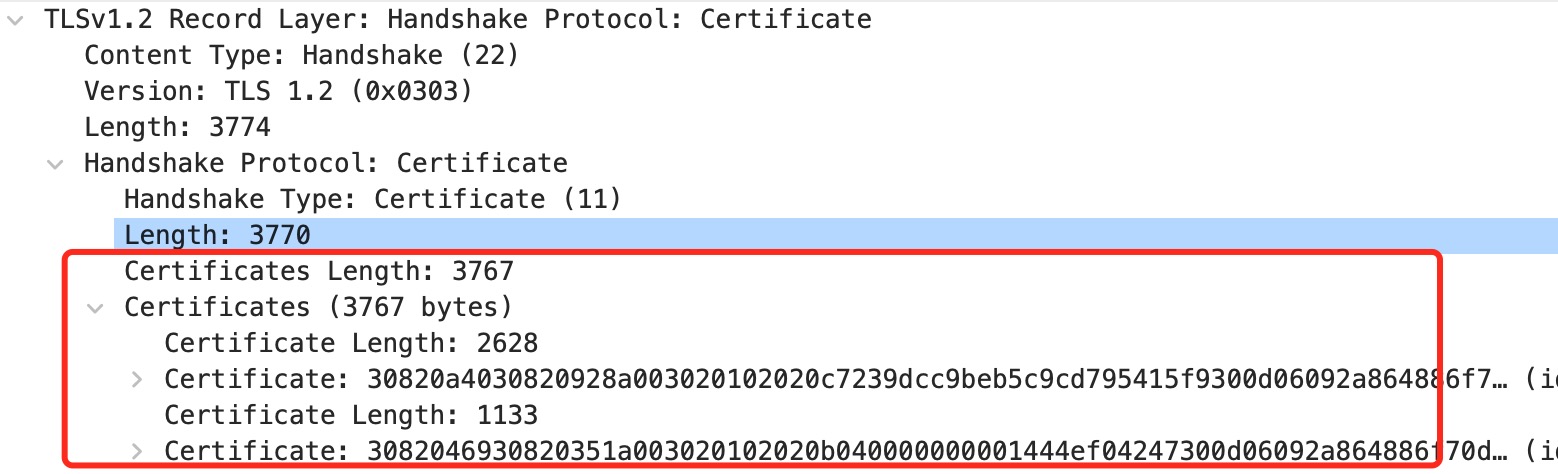 TLSv1.2 Record Layer: Handshake Protocol: Certificate
Content Type: Handshake (22)
Version: TLS 1.2 (0x0303)
Length: 3774
Handshake Protocol: Certificate
Handshake Type: Certificate (11)
Length: 3770
Certificates Length: 3767
Certificates (3767 bytes)
Certificate Length: 2628
Certificate: 30820a4030820928a003020102020c7239dcc9beb5c9cd795415f9300d06092a864886f7… (id
Certificate Length: 1133
Certificate: 3082046930820351a003020102020b040000000001444ef04247300d06092a864886f70d… (id